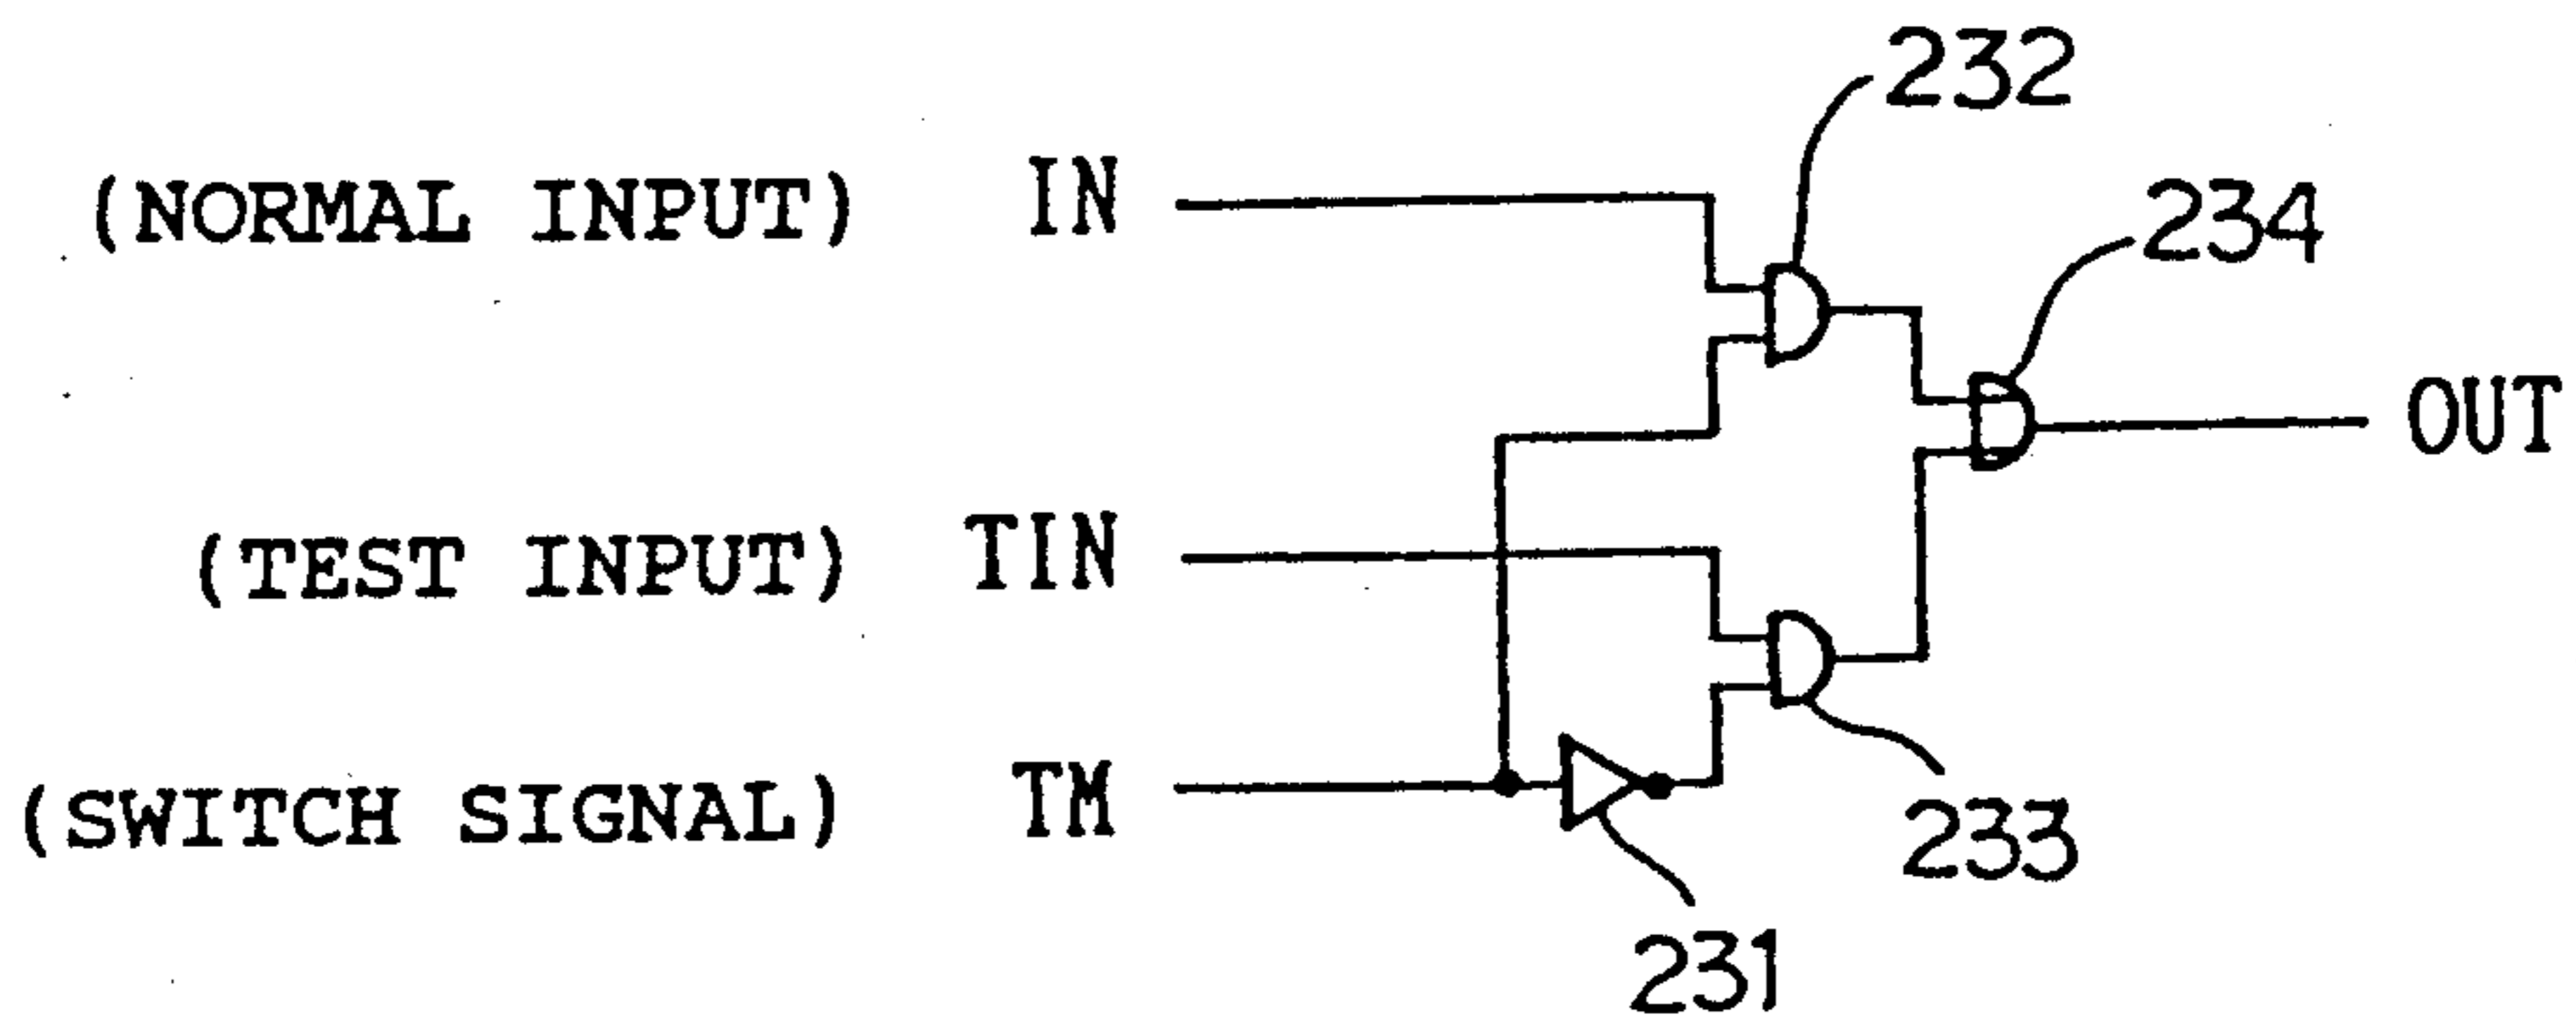 232
(NORMAL INPUT) IN
234
OUT
(TEST INPUT) TIN
(SWITCH SIGNAL) TM
233
231